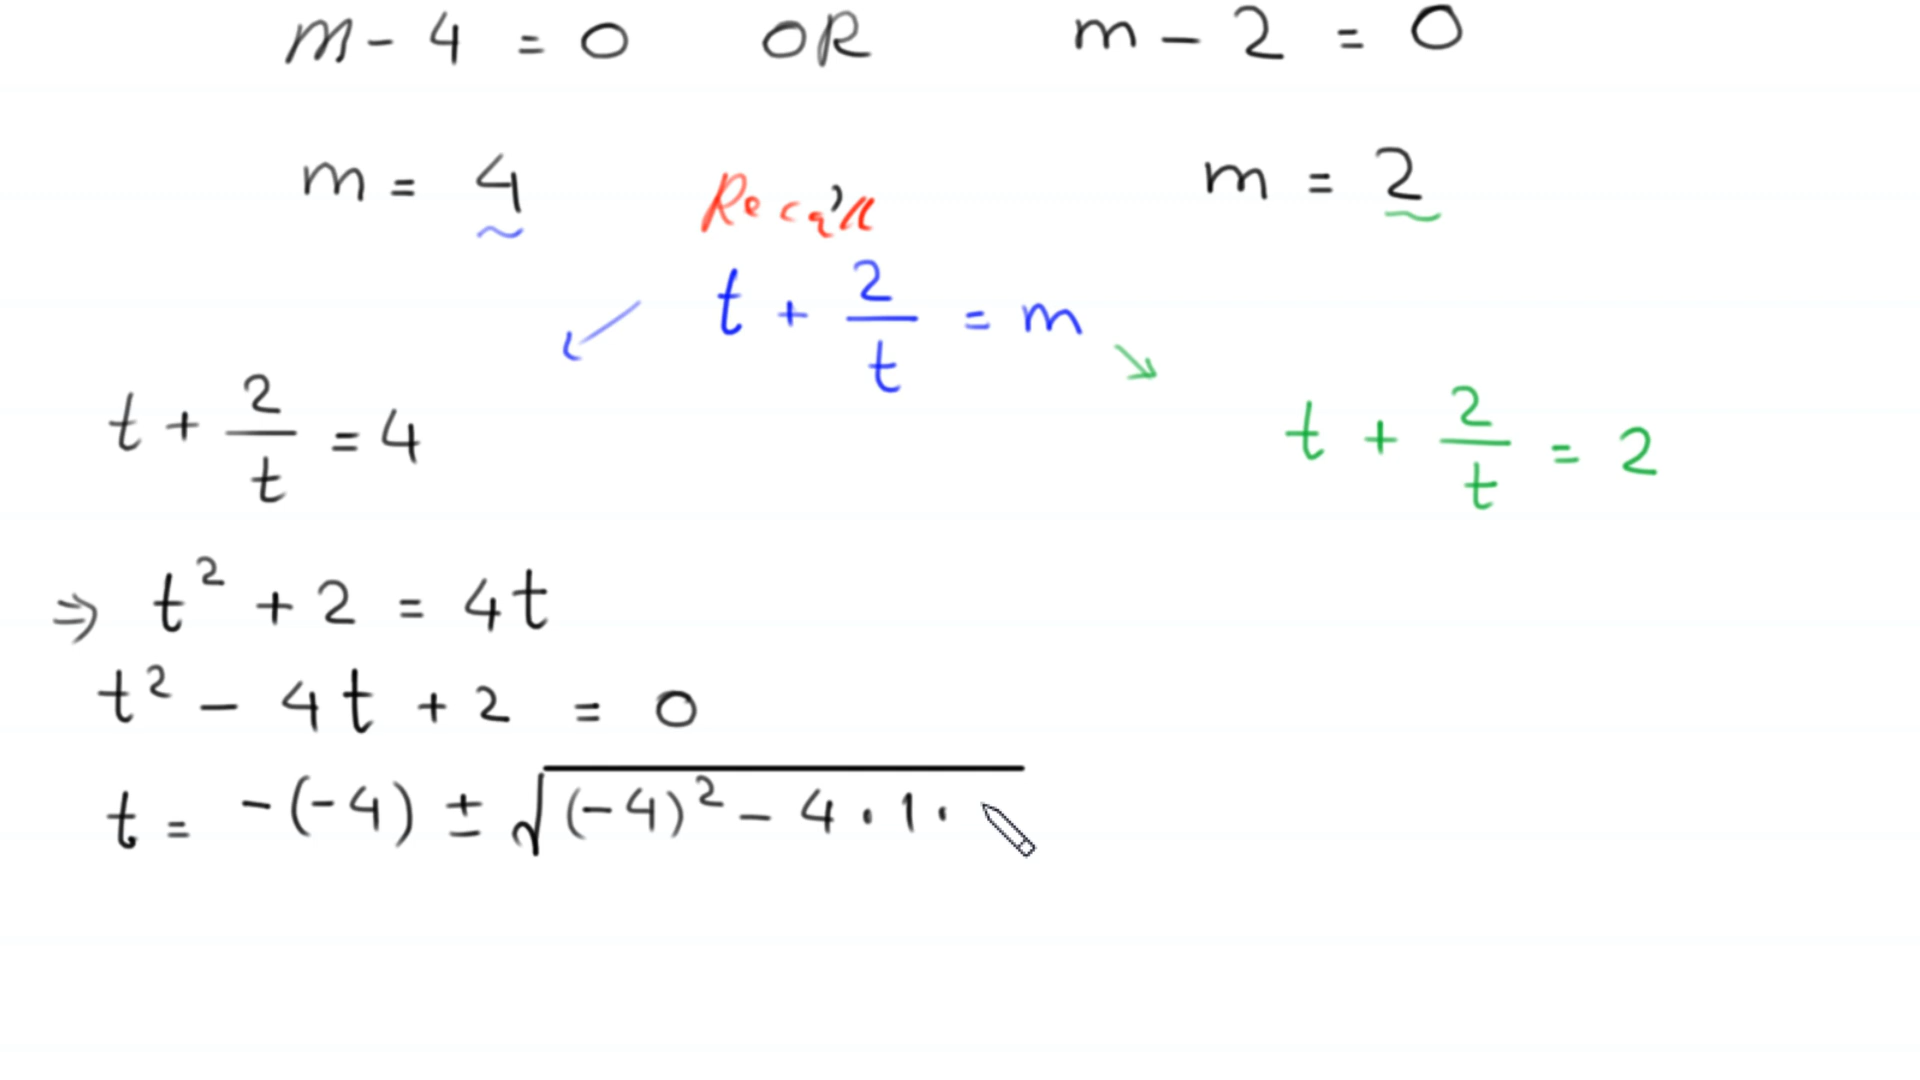 m - 4 = 0 OR m - 2 = 0
m = 4 m = 2
Recall
t + 2/t = m
t + 2/t = 4 t + 2/t = 2
⇒ t² + 2 = 4t
t² - 4t + 2 = 0
t = -(-4) ± √(-4)² - 4 · 1 ·